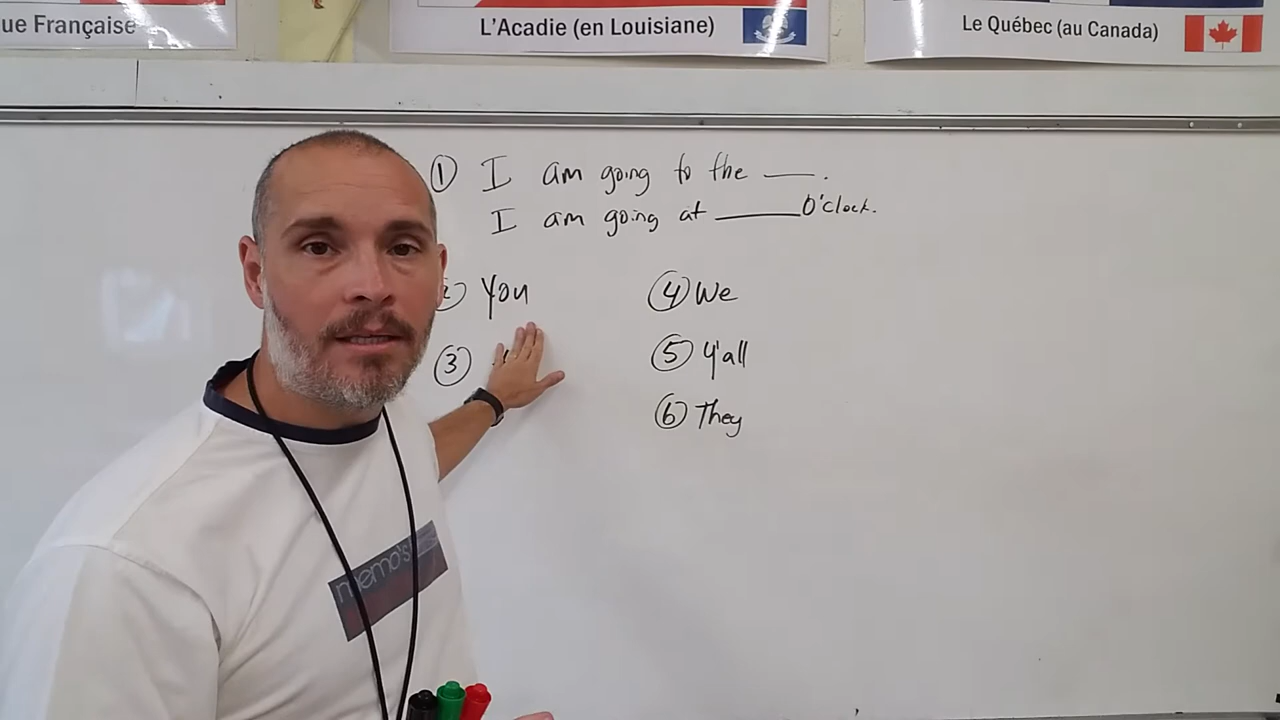 ue Française
L'Acadie (en Louisiane)
Le Québec (au Canada)
① I am going to the ___.
I am going at ___ O'clock.
② You
③
④ We
⑤ Y'all
⑥ They
memo's